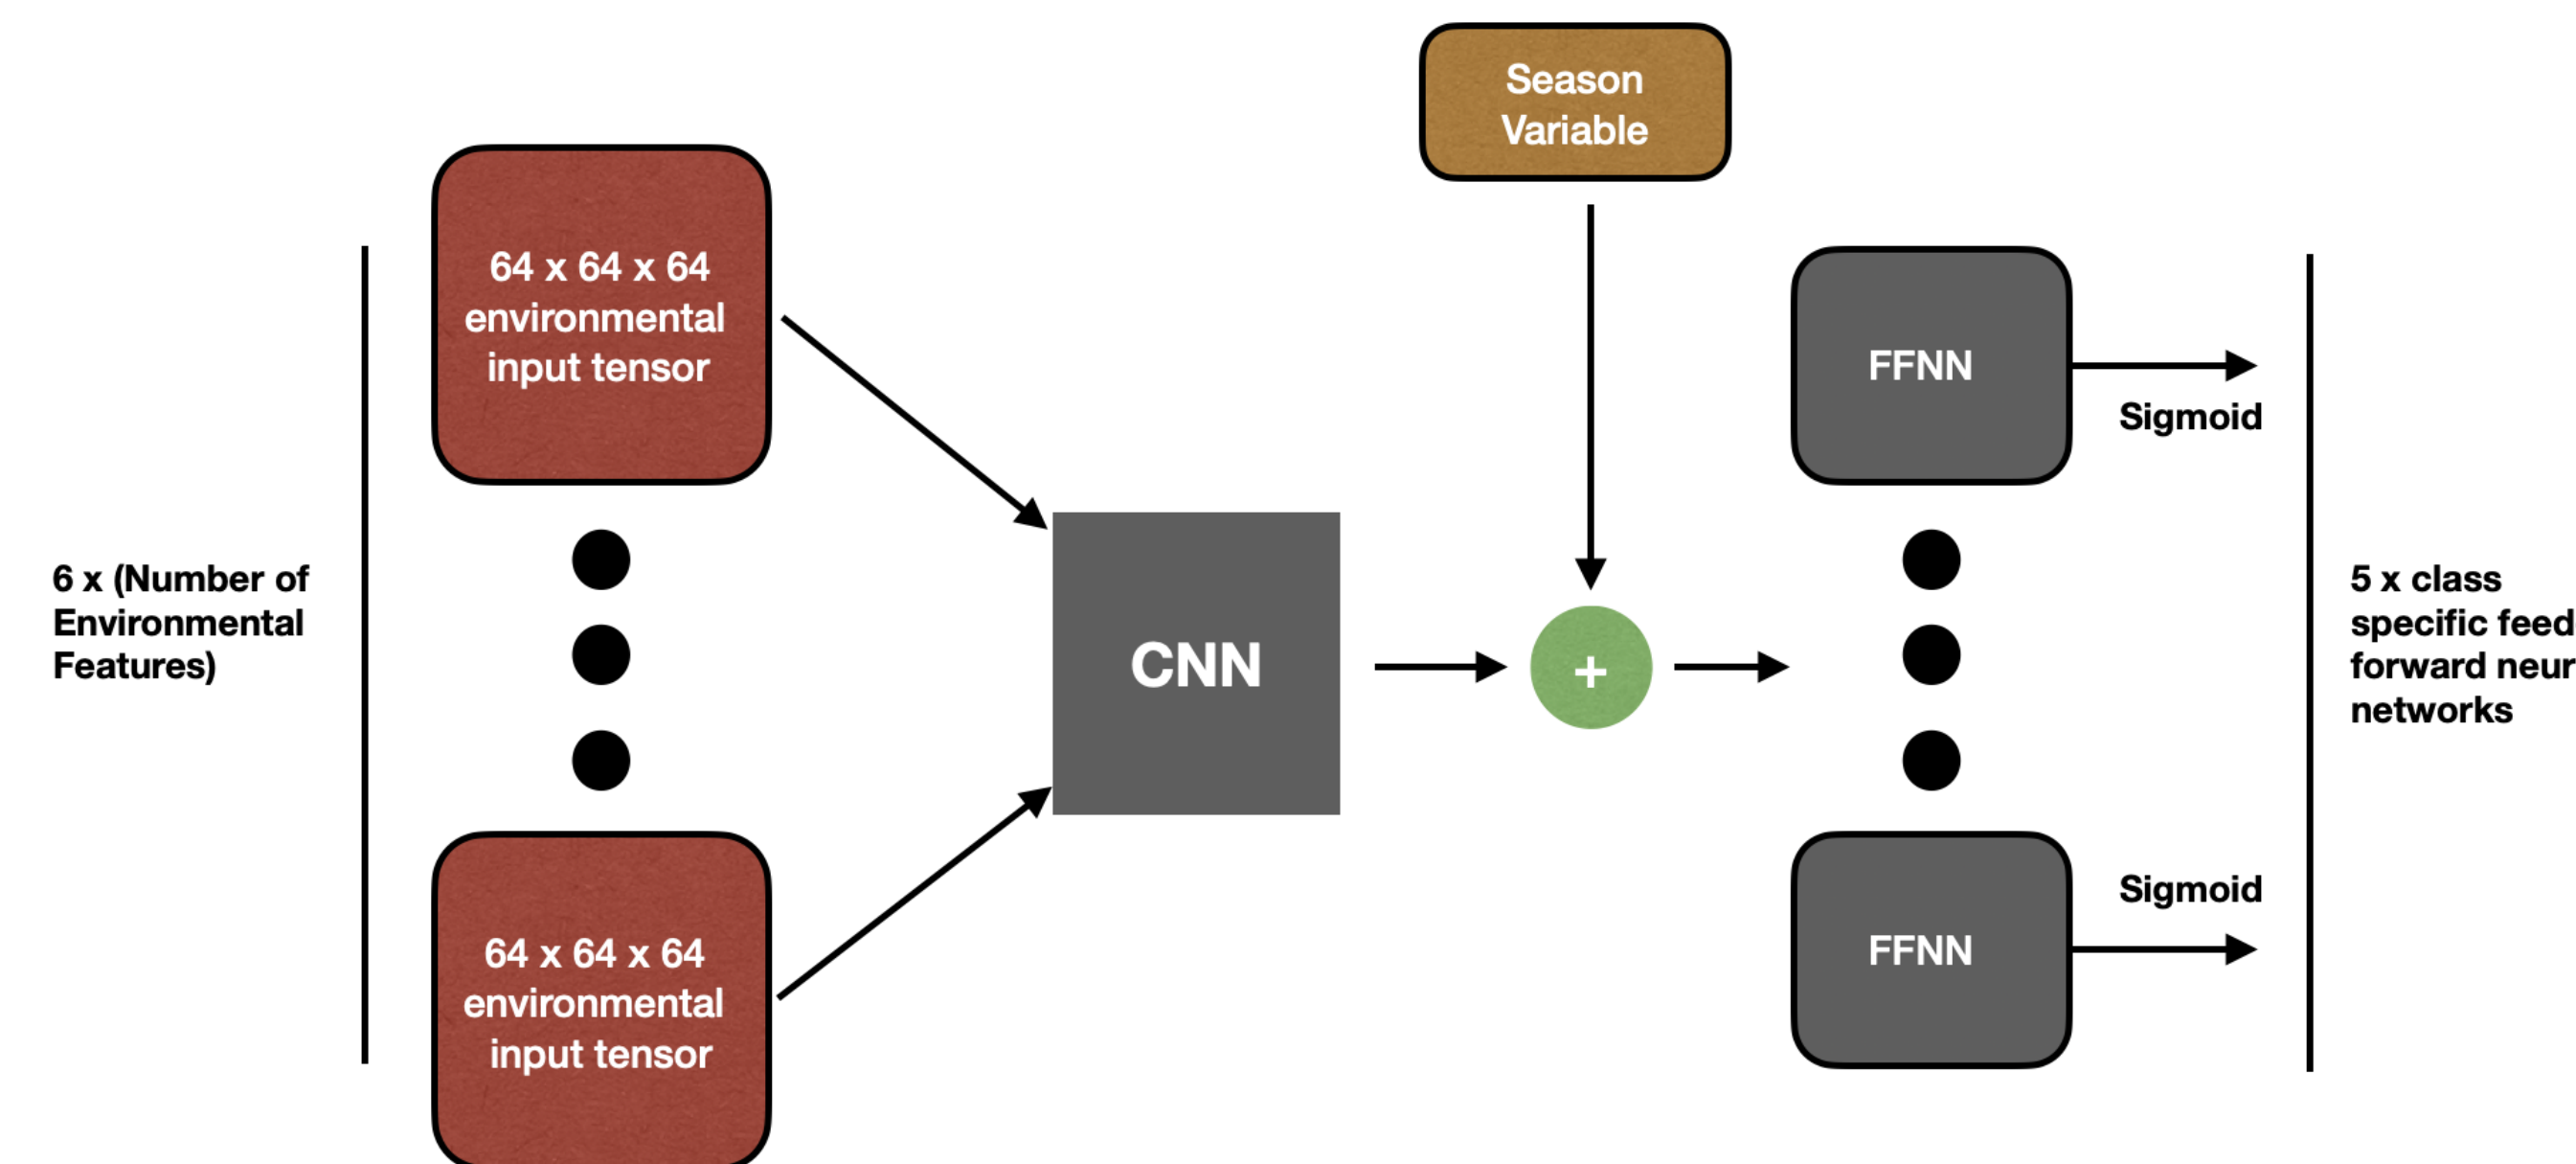 Season
Variable
64 x 64 x 64
environmental
input tensor
FFNN
Sigmoid
6 x (Number of
Environmental
Features)
CNN
+
5 x class
specific feed
forward neur
networks
64 x 64 x 64
environmental
input tensor
Sigmoid
FFNN